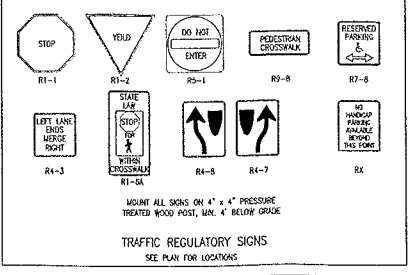 STOP
R1-1
YEILD
R1-2
DO NOT
ENTER
R5-1
PEDESTRIAN
CROSSWALK
R9-8
RESERVED
PARKING
R7-8
LEFT LANE
ENDS
MERGE
RIGHT
R4-3
STATE
LAW
STOP
FOR
WITHIN
CROSSWALK
R1-6A
R4-8
R4-7
NO
HANDICAP
PARKING
AVAILABLE
BEYOND
THIS POINT
RX
MOUNT ALL SIGNS ON 4" x 4" PRESSURE
TREATED WOOD POST, MIN. 4' BELOW GRADE
TRAFFIC REGULATORY SIGNS
SEE PLAN FOR LOCATIONS